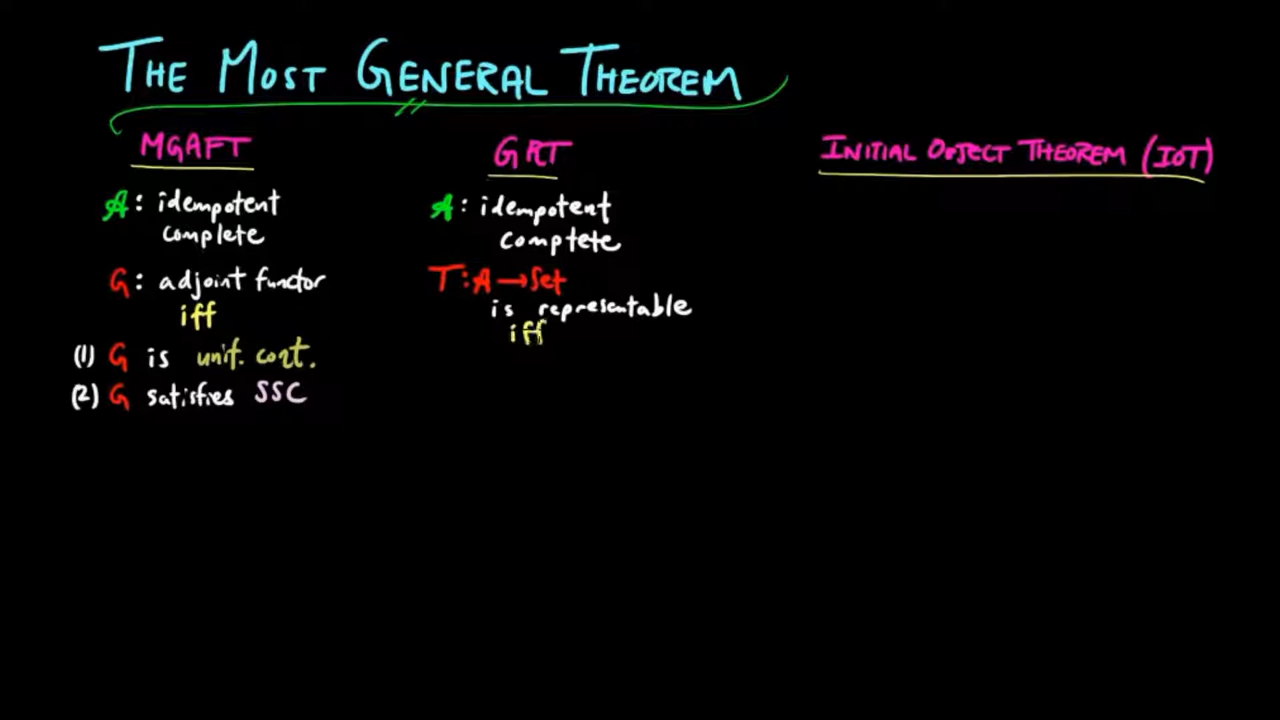 THE MOST GENERAL THEOREM
MGAFT
A: idempotent
complete
G: adjoint functor
iff
(1) G is unif. cont.
(2) G satisfies SSC
GRT
A: idempotent
complete
T: A → Set
is representable
iff
INITIAL OBJECT THEOREM (IOT)